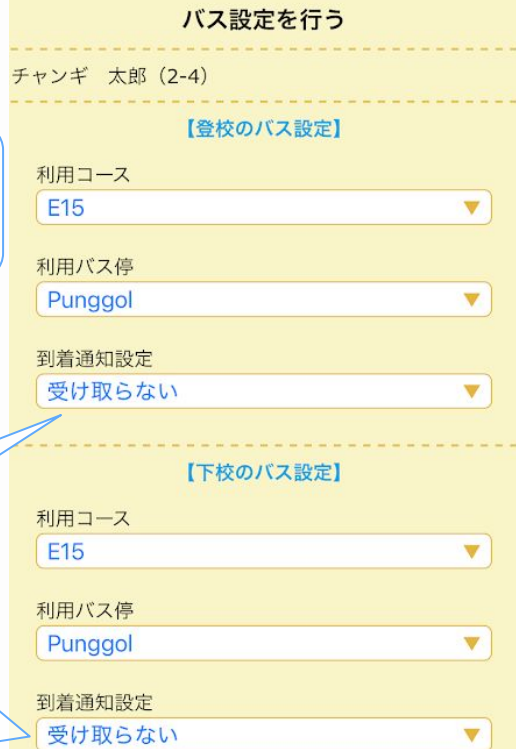 バス設定を行う
チャンギ　太郎（2-4）
【登校のバス設定】
利用コース
E15
利用バス停
Punggol
到着通知設定
受け取らない
【下校のバス設定】
利用コース
E15
利用バス停
Punggol
到着通知設定
受け取らない